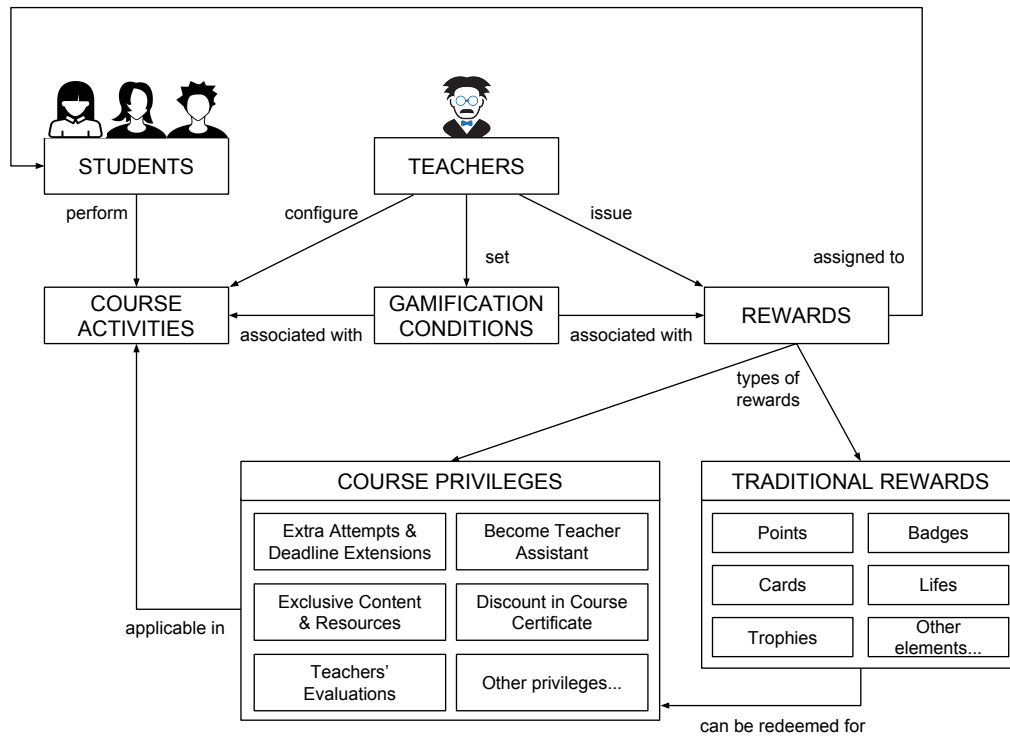 STUDENTS
TEACHERS
perform
configure
issue
set
assigned to
COURSE
ACTIVITIES
GAMIFICATION
CONDITIONS
REWARDS
associated with
associated with
types of
rewards
COURSE PRIVILEGES
TRADITIONAL REWARDS
Extra Attempts &
Deadline Extensions
Become Teacher
Assistant
Points
Badges
Exclusive Content
& Resources
Discount in Course
Certificate
Cards
Lifes
applicable in
Teachers'
Evaluations
Other privileges...
Trophies
Other
elements...
can be redeemed for